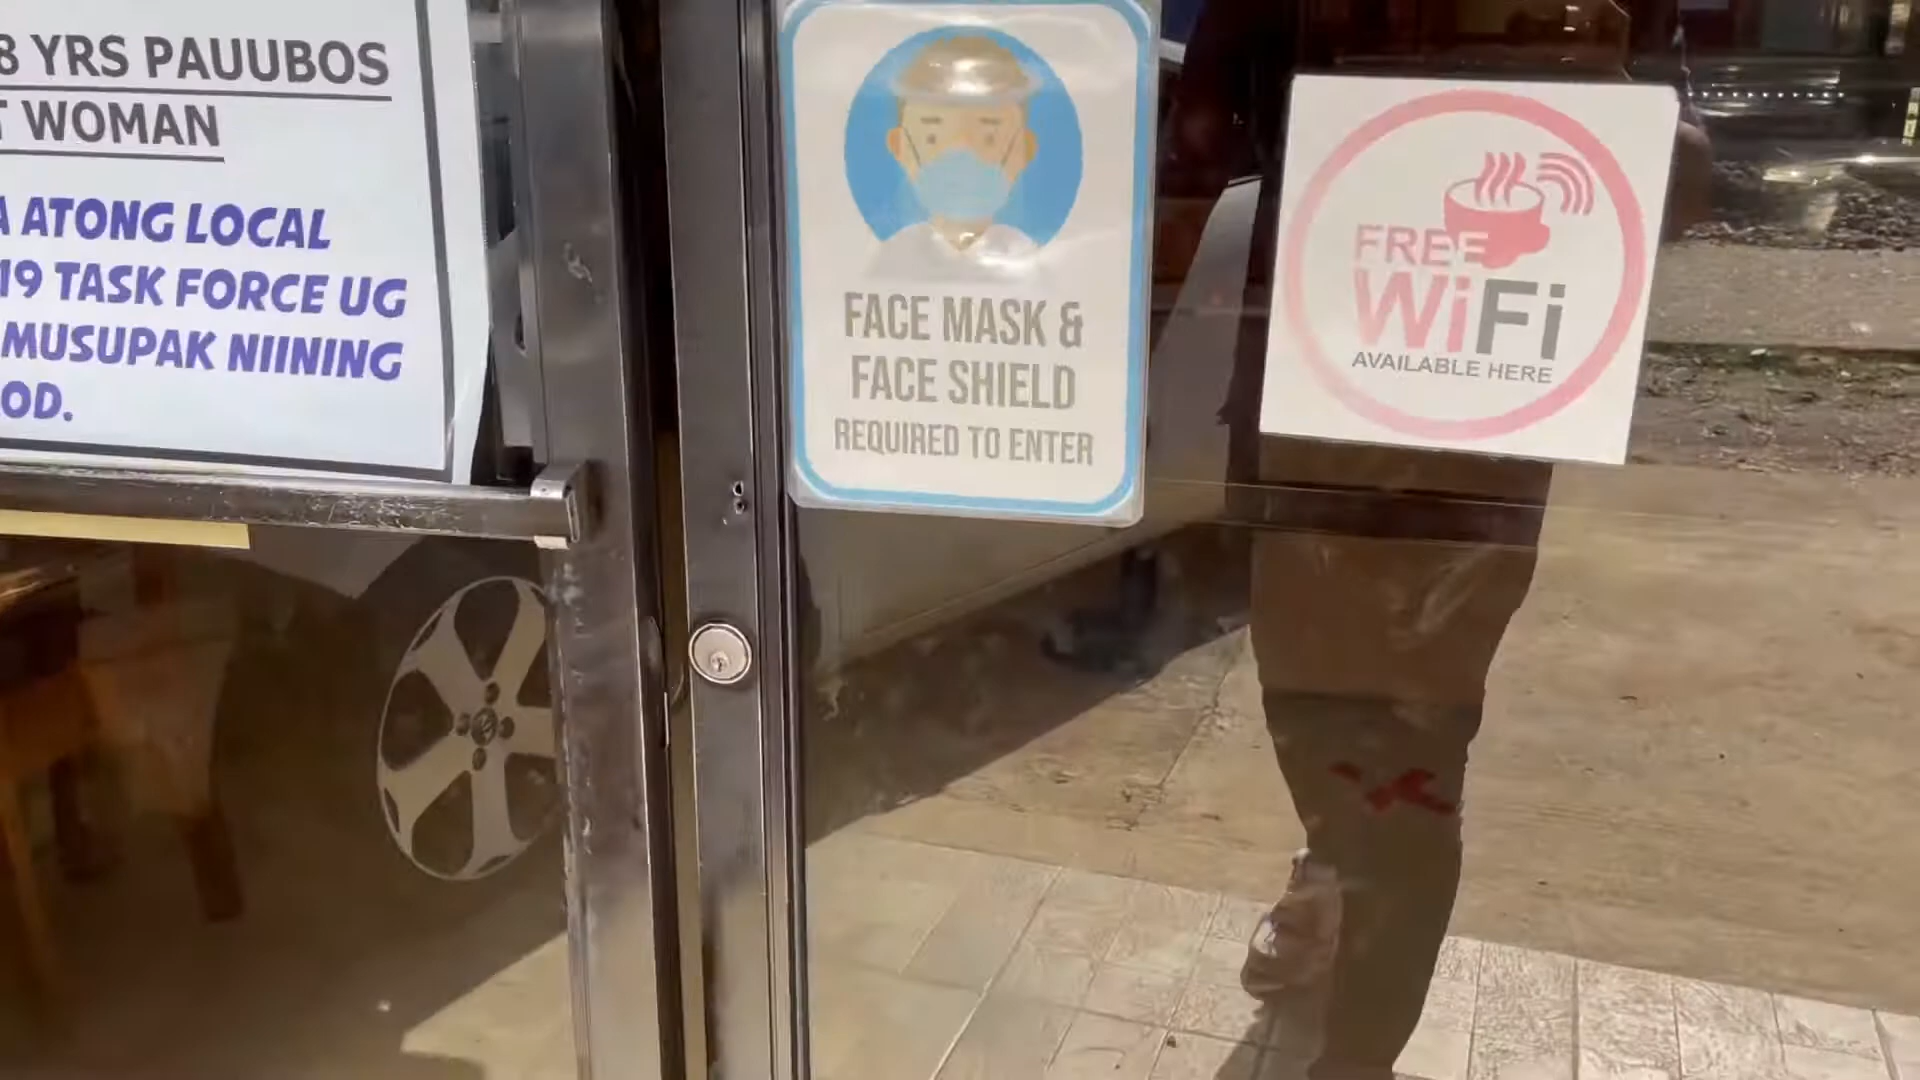 8 YRS PAUUBOS
T WOMAN
A ATONG LOCAL
19 TASK FORCE UG
MUSUPAK NIINING
OD.
FACE MASK &
FACE SHIELD
REQUIRED TO ENTER
FREE
WiFi
AVAILABLE HERE